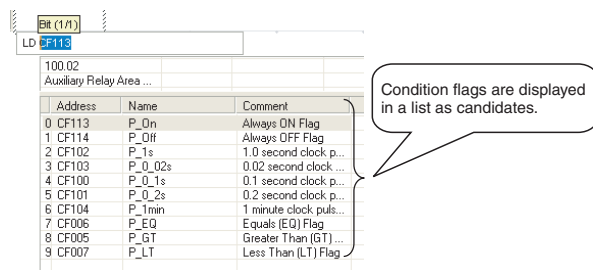 Bit (1/1)
LD CF113
100.02
Auxiliary Relay Area ...
Address Name Comment
0 CF113 P_On Always ON Flag
1 CF114 P_Off Always OFF Flag
2 CF102 P_1s 1.0 second clock p...
3 CF103 P_0_02s 0.02 second clock ...
4 CF100 P_0_1s 0.1 second clock p...
5 CF101 P_0_2s 0.2 second clock p...
6 CF104 P_1min 1 minute clock puls...
7 CF006 P_EQ Equals (EQ) Flag
8 CF005 P_GT Greater Than (GT) ...
9 CF007 P_LT Less Than (LT) Flag
Condition flags are displayed
in a list as candidates.